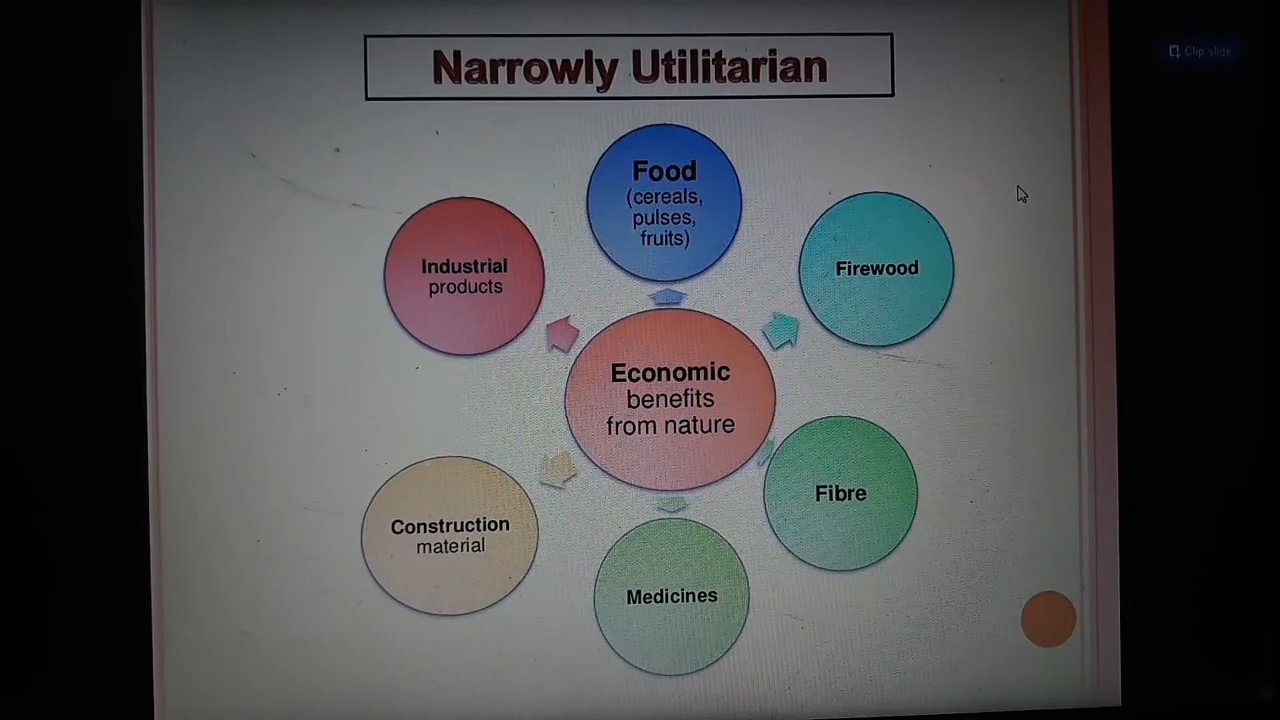 Clip slide
Narrowly Utilitarian
Food
(cereals,
pulses,
fruits)
Firewood
Fibre
Medicines
Construction
material
Industrial
products
Economic
benefits
from nature